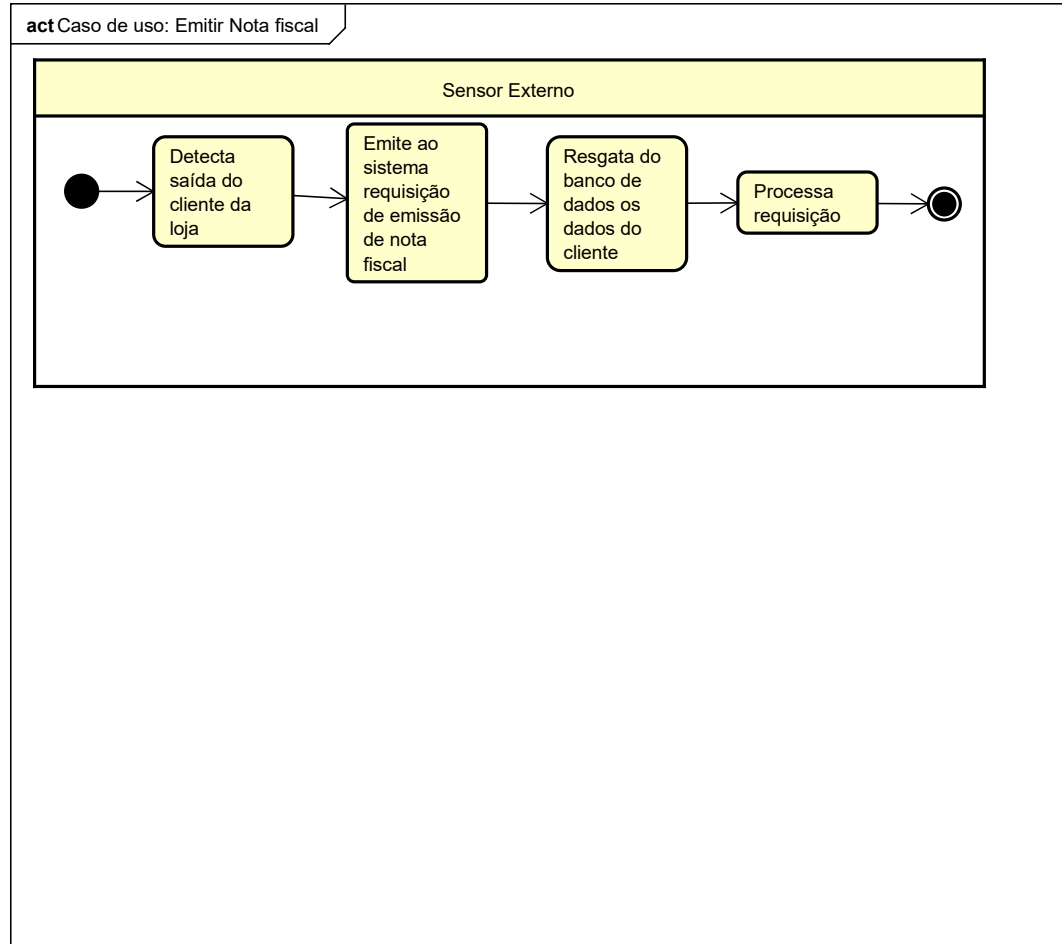 act Caso de uso: Emitir Nota fiscal
Sensor Externo
Detecta
saída do
cliente da
loja
Emite ao
sistema
requisição
de emissão
de nota
fiscal
Resgata do
banco de
dados os
dados do
cliente
Processa
requisição